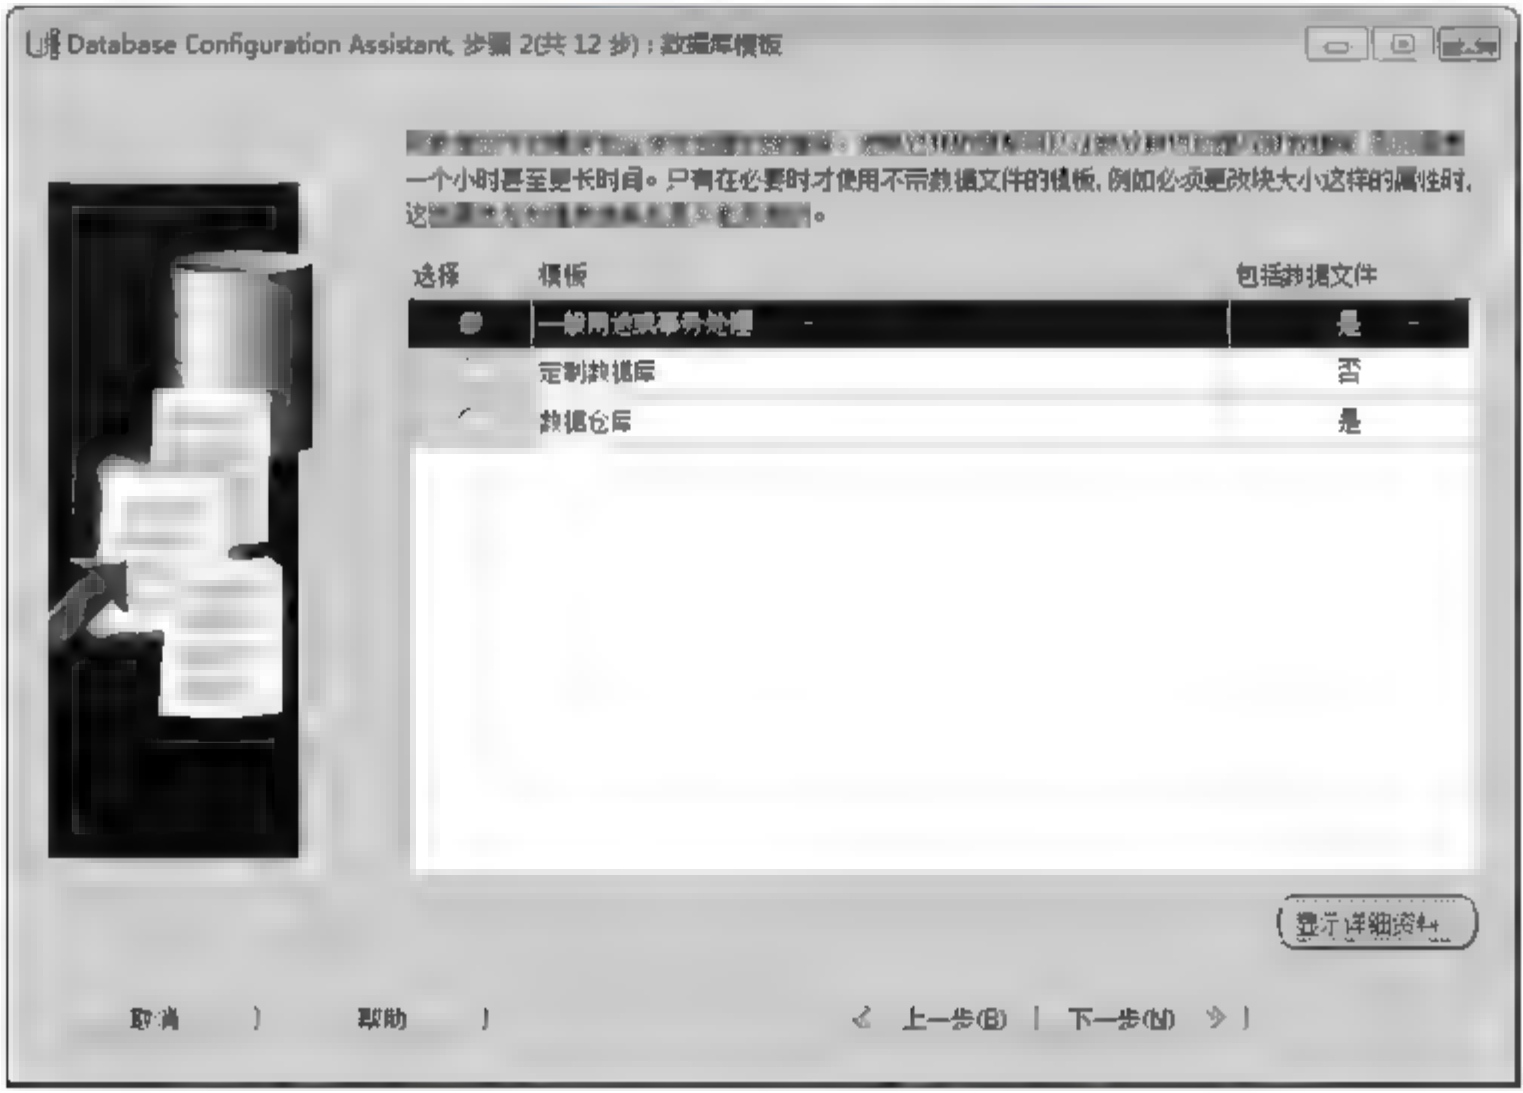 Database Configuration Assistant, 步骤 2(共 12 步) : 数据库模板
一个小时甚至更长时间。只有在必要时才使用不带数据文件的模板, 例如必须更改块大小这样的属性时,
这
选择 模板 包括数据文件
一般用途或事务处理 是
定制数据库 否
数据仓库 是
显示详细资料...
取消 帮助 上一步(B) 下一步(N)